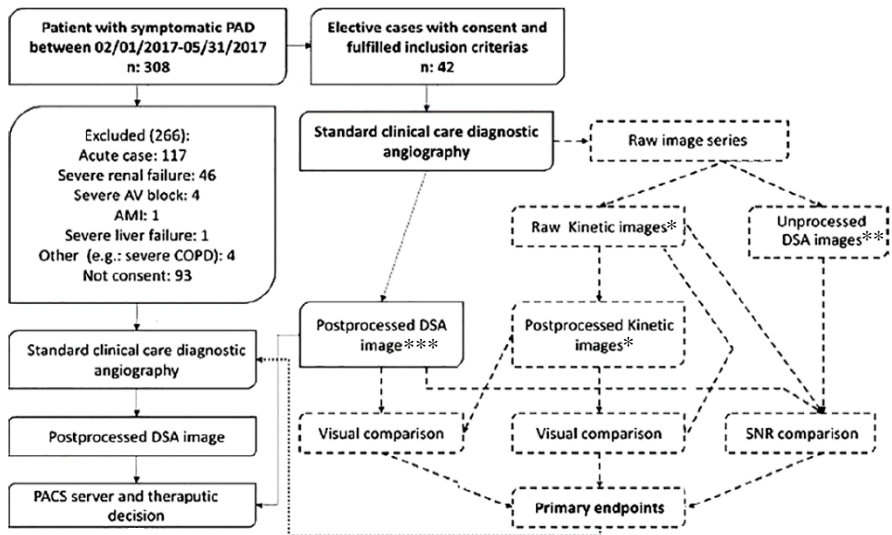 Patient with symptomatic PAD
between 02/01/2017-05/31/2017
n: 308
Elective cases with consent and
fulfilled inclusion criterias
n: 42
Excluded (266):
Acute case: 117
Severe renal failure: 46
Severe AV block: 4
AMI: 1
Severe liver failure: 1
Other (e.g.: severe COPD): 4
Not consent: 93
Standard clinical care diagnostic
angiography
Raw image series
Raw Kinetic images*
Unprocessed
DSA images**
Postprocessed DSA
image***
Postprocessed Kinetic
images*
Standard clinical care diagnostic
angiography
Visual comparison
Visual comparison
SNR comparison
Postprocessed DSA image
PACS server and theraputic
decision
Primary endpoints